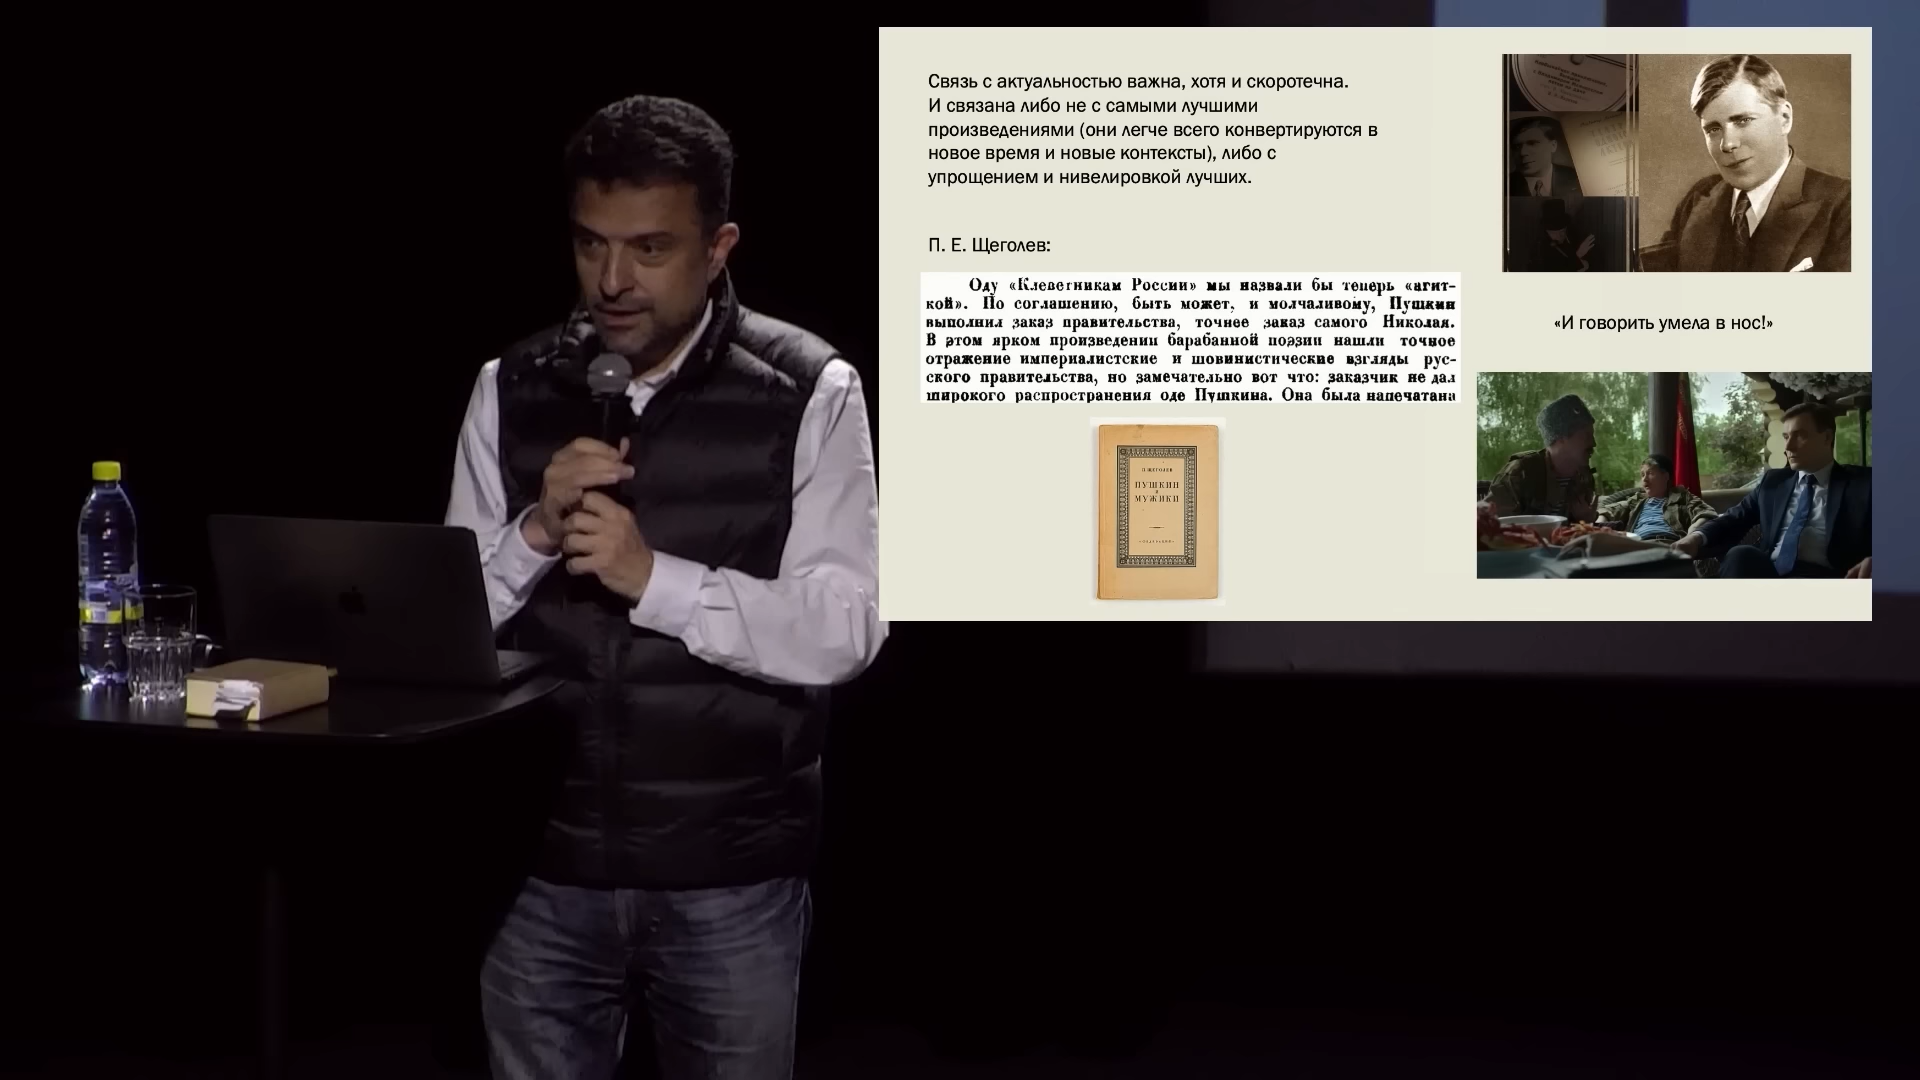 Связь с актуальностью важна, хотя и скоротечна.
И связана либо не с самыми лучшими
произведениями (они легче всего конвертируются в
новое время и новые контексты), либо с
упрощением и нивелировкой лучших.
П. Е. Щеголев:
Оду «Клеветникам России» мы назвали бы теперь «агит-
кой». По соглашению, быть может, и молчаливому, Пушкин
выполнил заказ правительства, точнее заказ самого Николая.
В этом ярком произведении барабанной поэзии нашли точное
отражение империалистские и шовинистические взгляды рус-
ского правительства, но замечательно вот что: заказчик не дал
широкого распространения оде Пушкина. Она была напечатана
П. ЩЕГОЛЕВ
ПУШКИН
И
МУЖИКИ
«И говорить умела в нос!»